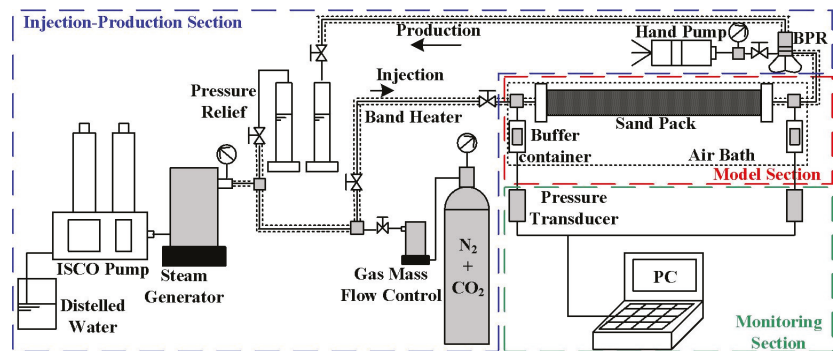 Injection-Production Section
Production
Hand Pump
BPR
Injection
Pressure
Relief
Band Heater
Sand Pack
Buffer
container
Air Bath
Model Section
Pressure
Transducer
ISCO Pump
Steam
Generator
Gas Mass
Flow Control
N₂
+
CO₂
PC
Distelled
Water
Monitoring
Section